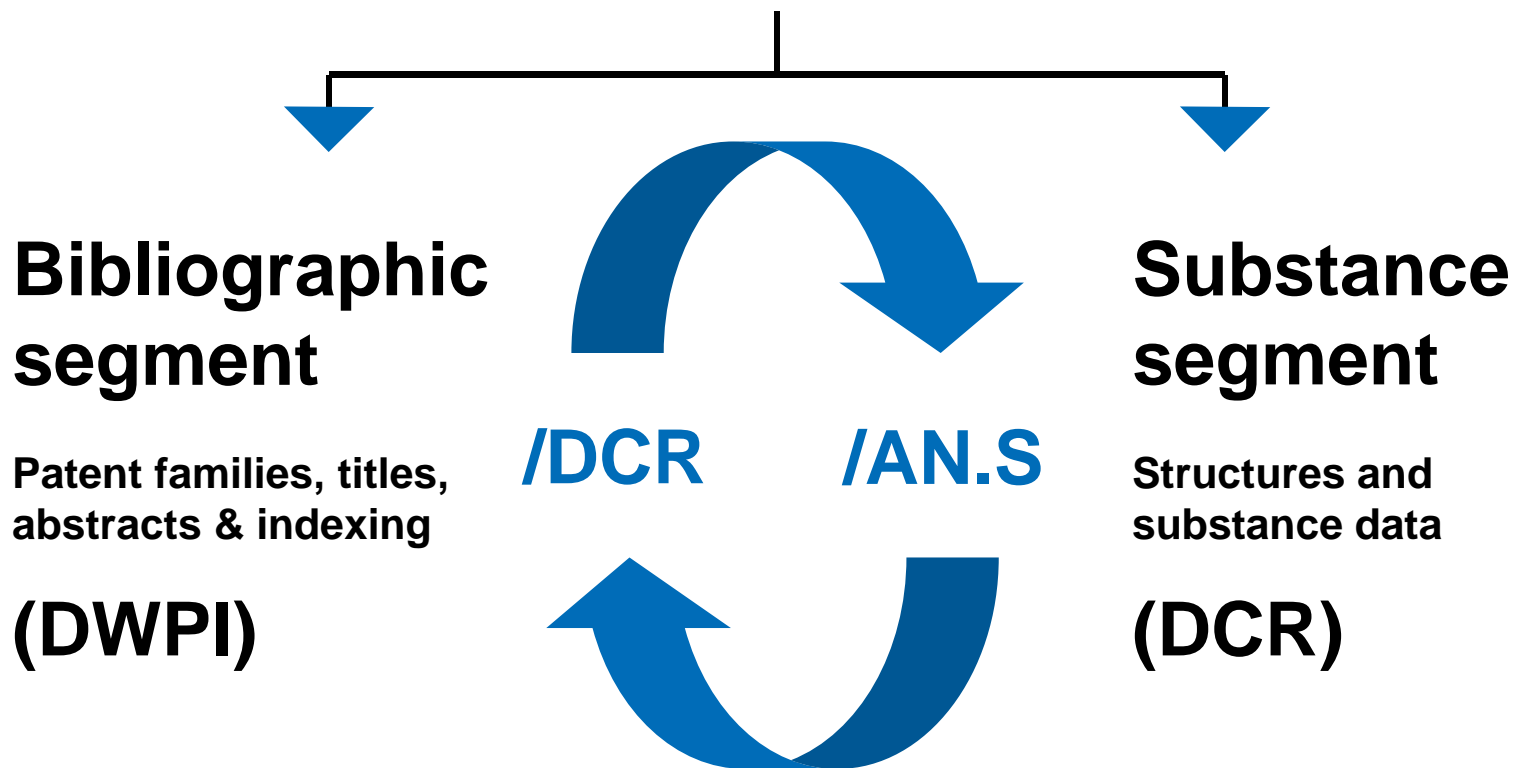 Bibliographic
segment
Patent families, titles,
abstracts & indexing
(DWPI)
/DCR
/AN.S
Substance
segment
Structures and
substance data
(DCR)